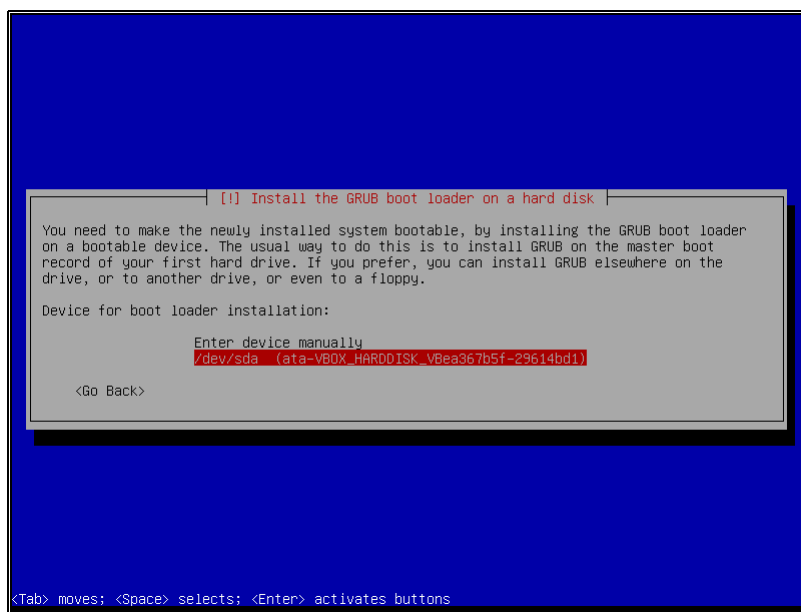 [!] Install the GRUB boot loader on a hard disk
You need to make the newly installed system bootable, by installing the GRUB boot loader
on a bootable device. The usual way to do this is to install GRUB on the master boot
record of your first hard drive. If you prefer, you can install GRUB elsewhere on the
drive, or to another drive, or even to a floppy.
Device for boot loader installation:
Enter device manually
/dev/sda (ata-VBOX_HARDDISK_VBea367b5f-29614bd1)
<Go Back>
<Tab> moves; <Space> selects; <Enter> activates buttons